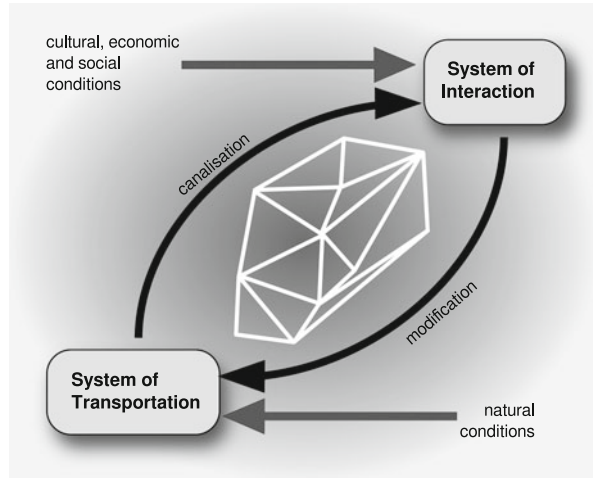 cultural, economic
and social
conditions
System of
Interaction
canalisation
modification
System of
Transportation
natural
conditions